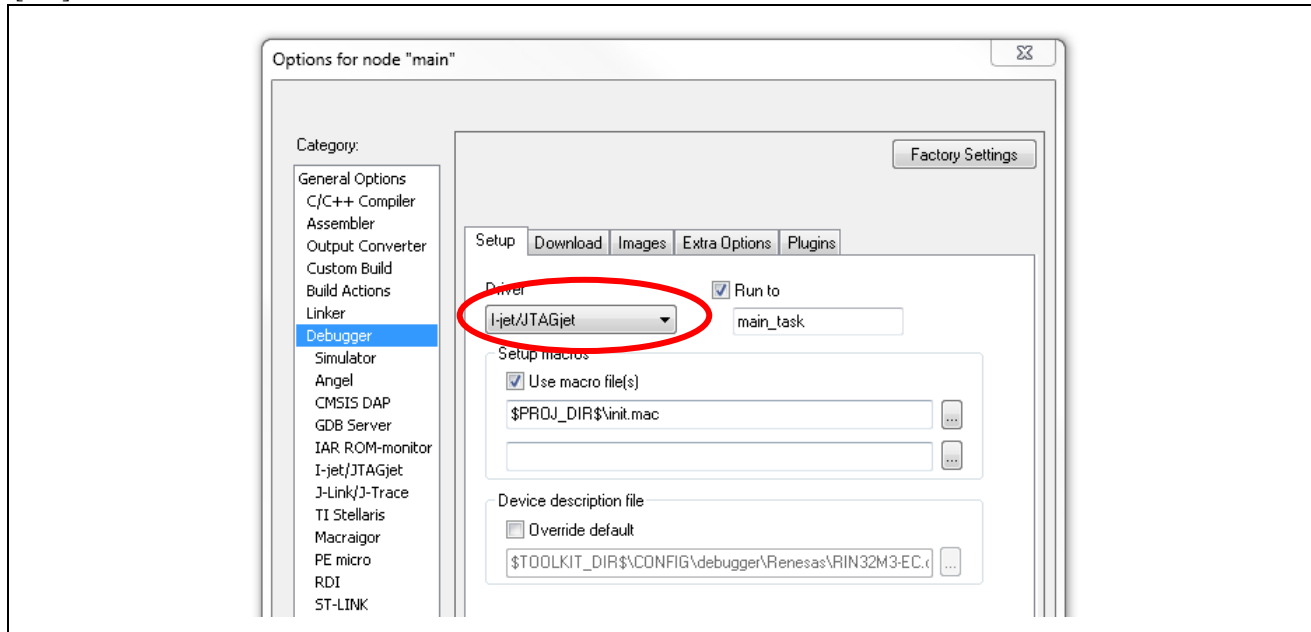 Options for node "main"
Category:
Factory Settings
General Options
C/C++ Compiler
Assembler
Output Converter
Custom Build
Build Actions
Linker
Debugger
Simulator
Angel
CMSIS DAP
GDB Server
IAR ROM-monitor
I-jet/JTAGjet
J-Link/J-Trace
TI Stellaris
Macraigor
PE micro
RDI
ST-LINK
Setup Download Images Extra Options Plugins
Driver
Run to
I-jet/JTAGjet
main_task
Setup macros
Use macro file(s)
$PROJ_DIR$\init.mac
...
...
Device description file
Override default
$TOOLKIT_DIR$\CONFIG\debugger\Renesas\RIN32M3-EC.
...